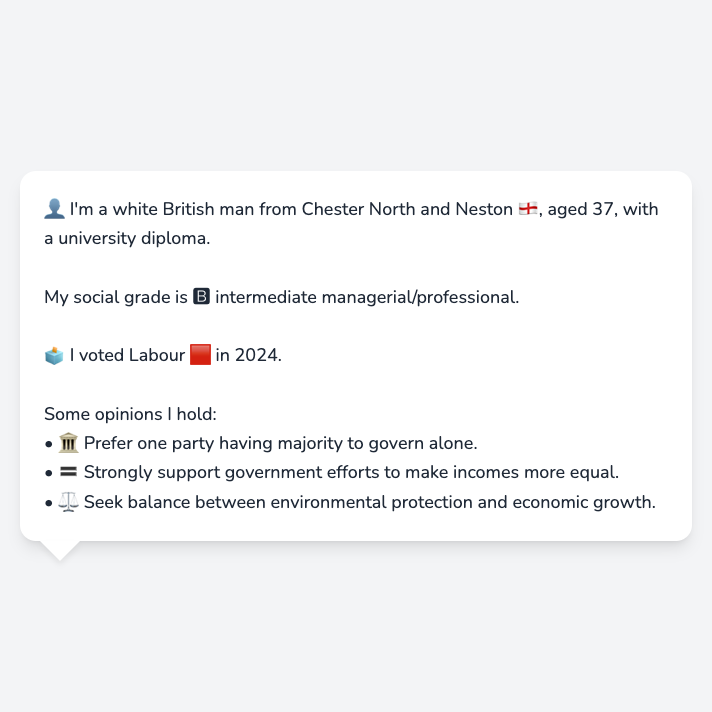 👤 I'm a white British man from Chester North and Neston 🏴󠁧󠁢󠁥󠁮󠁧󠁿, aged 37, with
a university diploma.
My social grade is 🅱 intermediate managerial/professional.
🗳️ I voted Labour 🟥 in 2024.
Some opinions I hold:
• 🏛️ Prefer one party having majority to govern alone.
• 🟰 Strongly support government efforts to make incomes more equal.
• ⚖️ Seek balance between environmental protection and economic growth.